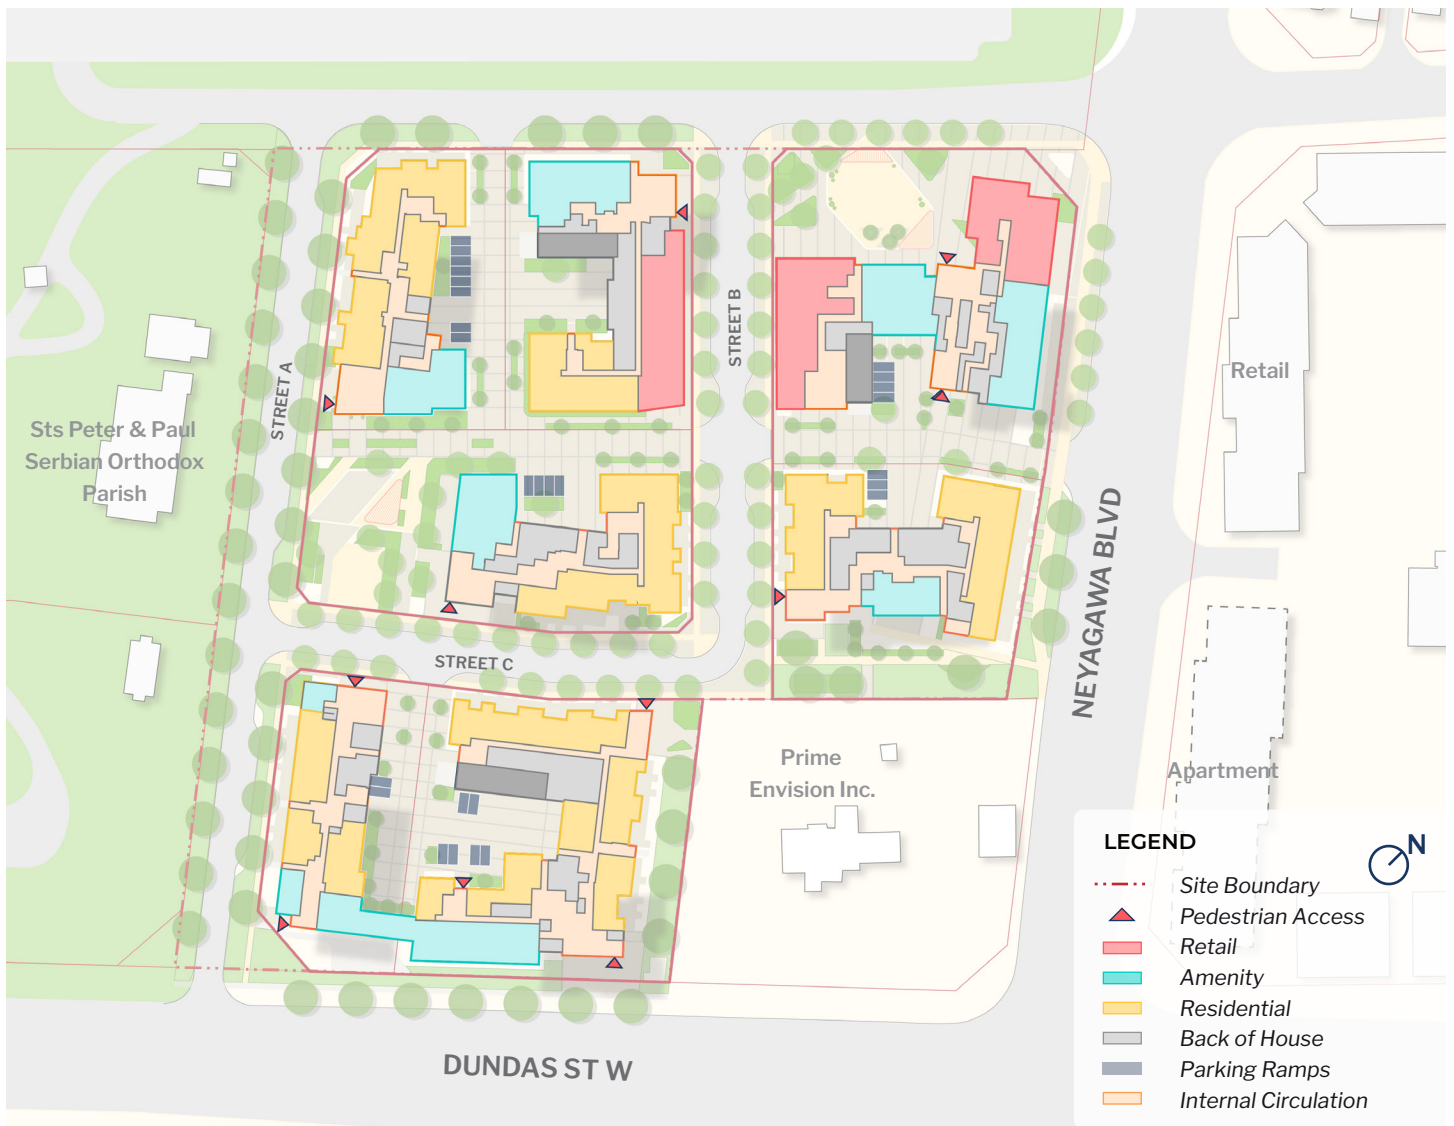 STREET A
STREET B
Retail
Sts Peter & Paul
Serbian Orthodox
Parish
NEYAGAWA BLVD
STREET C
Prime
Envision Inc.
Apartment
LEGEND
N
Site Boundary
Pedestrian Access
Retail
Amenity
Residential
Back of House
Parking Ramps
Internal Circulation
DUNDAS ST W